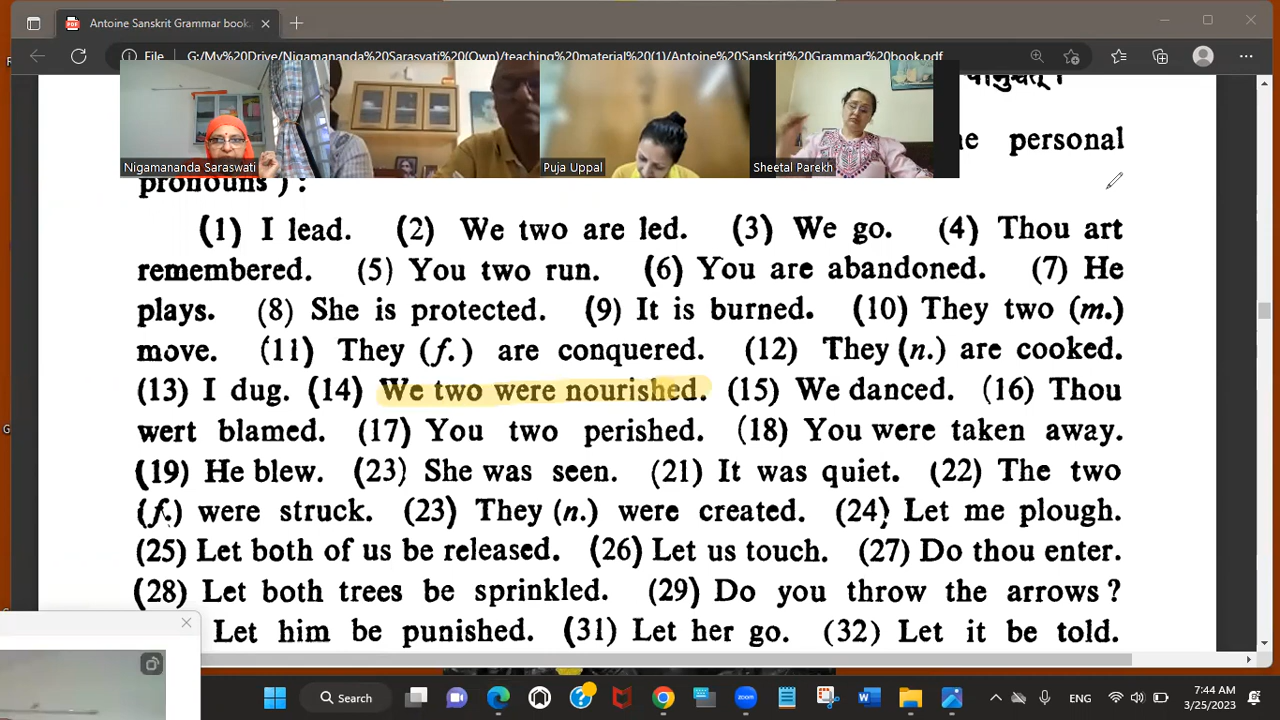 Antoine Sanskrit Grammar book.
File
G:/My%20Drive/Nigamananda%20Sarasvati%20(Own)/teaching%20material%20(1)/Antoine%20Sanskrit%20Grammar%20book.pdf
Nigamananda Saraswati
Puja Uppal
Sheetal Parekh
personal
pronouns ) :
(1) I lead. (2) We two are led. (3) We go. (4) Thou art
remembered. (5) You two run. (6) You are abandoned. (7) He
plays. (8) She is protected. (9) It is burned. (10) They two (m.)
move. (11) They (f.) are conquered. (12) They (n.) are cooked.
(13) I dug. (14) We two were nourished. (15) We danced. (16) Thou
wert blamed. (17) You two perished. (18) You were taken away.
(19) He blew. (23) She was seen. (21) It was quiet. (22) The two
(f.) were struck. (23) They (n.) were created. (24) Let me plough.
(25) Let both of us be released. (26) Let us touch. (27) Do thou enter.
(28) Let both trees be sprinkled. (29) Do you throw the arrows ?
Let him be punished. (31) Let her go. (32) Let it be told.
Search
zoom
ENG
7:44 AM
3/25/2023